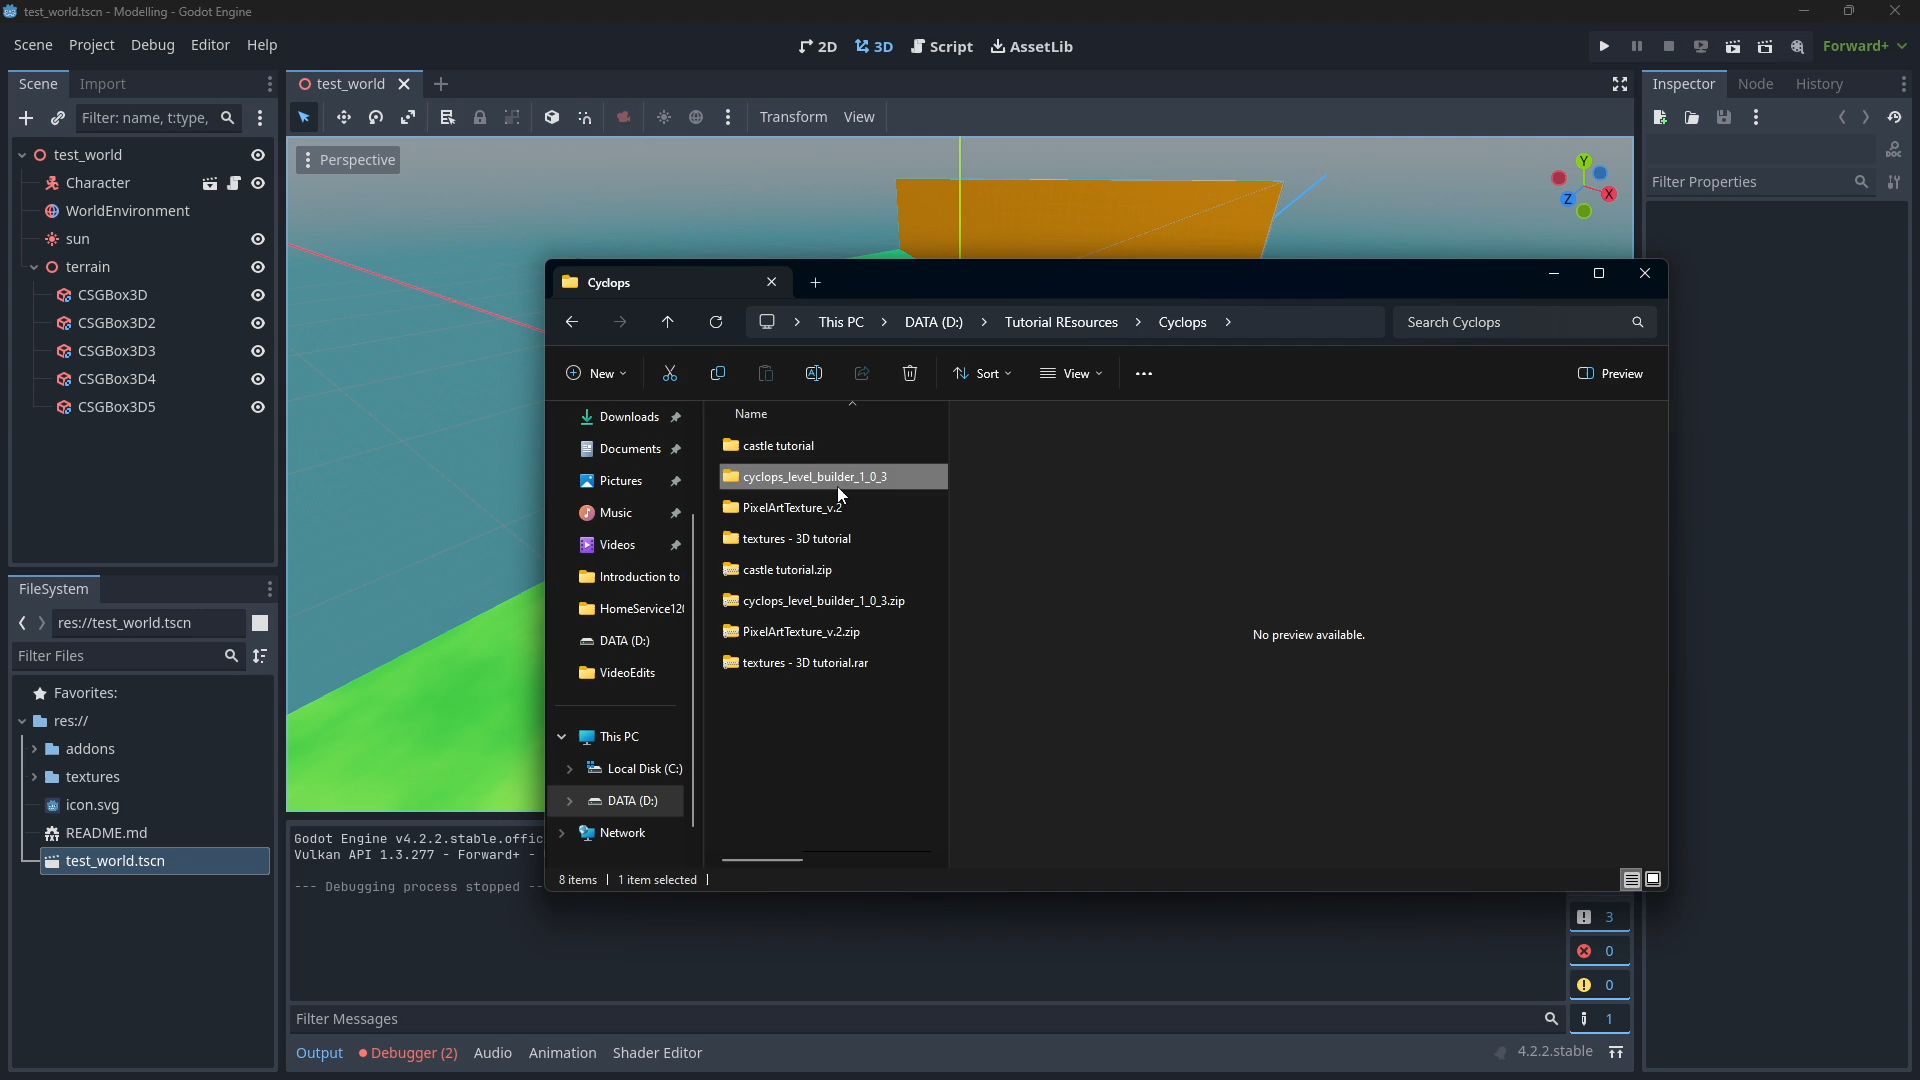 test_world.tscn - Modelling - Godot Engine
Scene Project Debug Editor Help
2D 3D Script AssetLib
Forward+
Scene Import
test_world
Inspector Node History
Filter: name, t:type,
Transform View
test_world
Character
WorldEnvironment
sun
terrain
CSGBox3D
CSGBox3D2
CSGBox3D3
CSGBox3D4
CSGBox3D5
Perspective
Y
X
Z
DOC
Filter Properties
Cyclops
This PC > DATA (D:) > Tutorial REsources > Cyclops >
Search Cyclops
New
Sort
View
Preview
Downloads
Documents
Pictures
Music
Videos
Introduction to
HomeService12
DATA (D:)
VideoEdits
This PC
Local Disk (C:)
DATA (D:)
Network
Name
castle tutorial
cyclops_level_builder_1_0_3
PixelArtTexture_v.2
textures - 3D tutorial
castle tutorial.zip
cyclops_level_builder_1_0_3.zip
PixelArtTexture_v.2.zip
textures - 3D tutorial.rar
No preview available.
8 items 1 item selected
FileSystem
res://test_world.tscn
Filter Files
Favorites:
res://
addons
textures
icon.svg
README.md
test_world.tscn
Godot Engine v4.2.2.stable.offic
Vulkan API 1.3.277 - Forward+ -
--- Debugging process stopped --
3
0
0
1
Filter Messages
Output Debugger (2) Audio Animation Shader Editor
4.2.2.stable